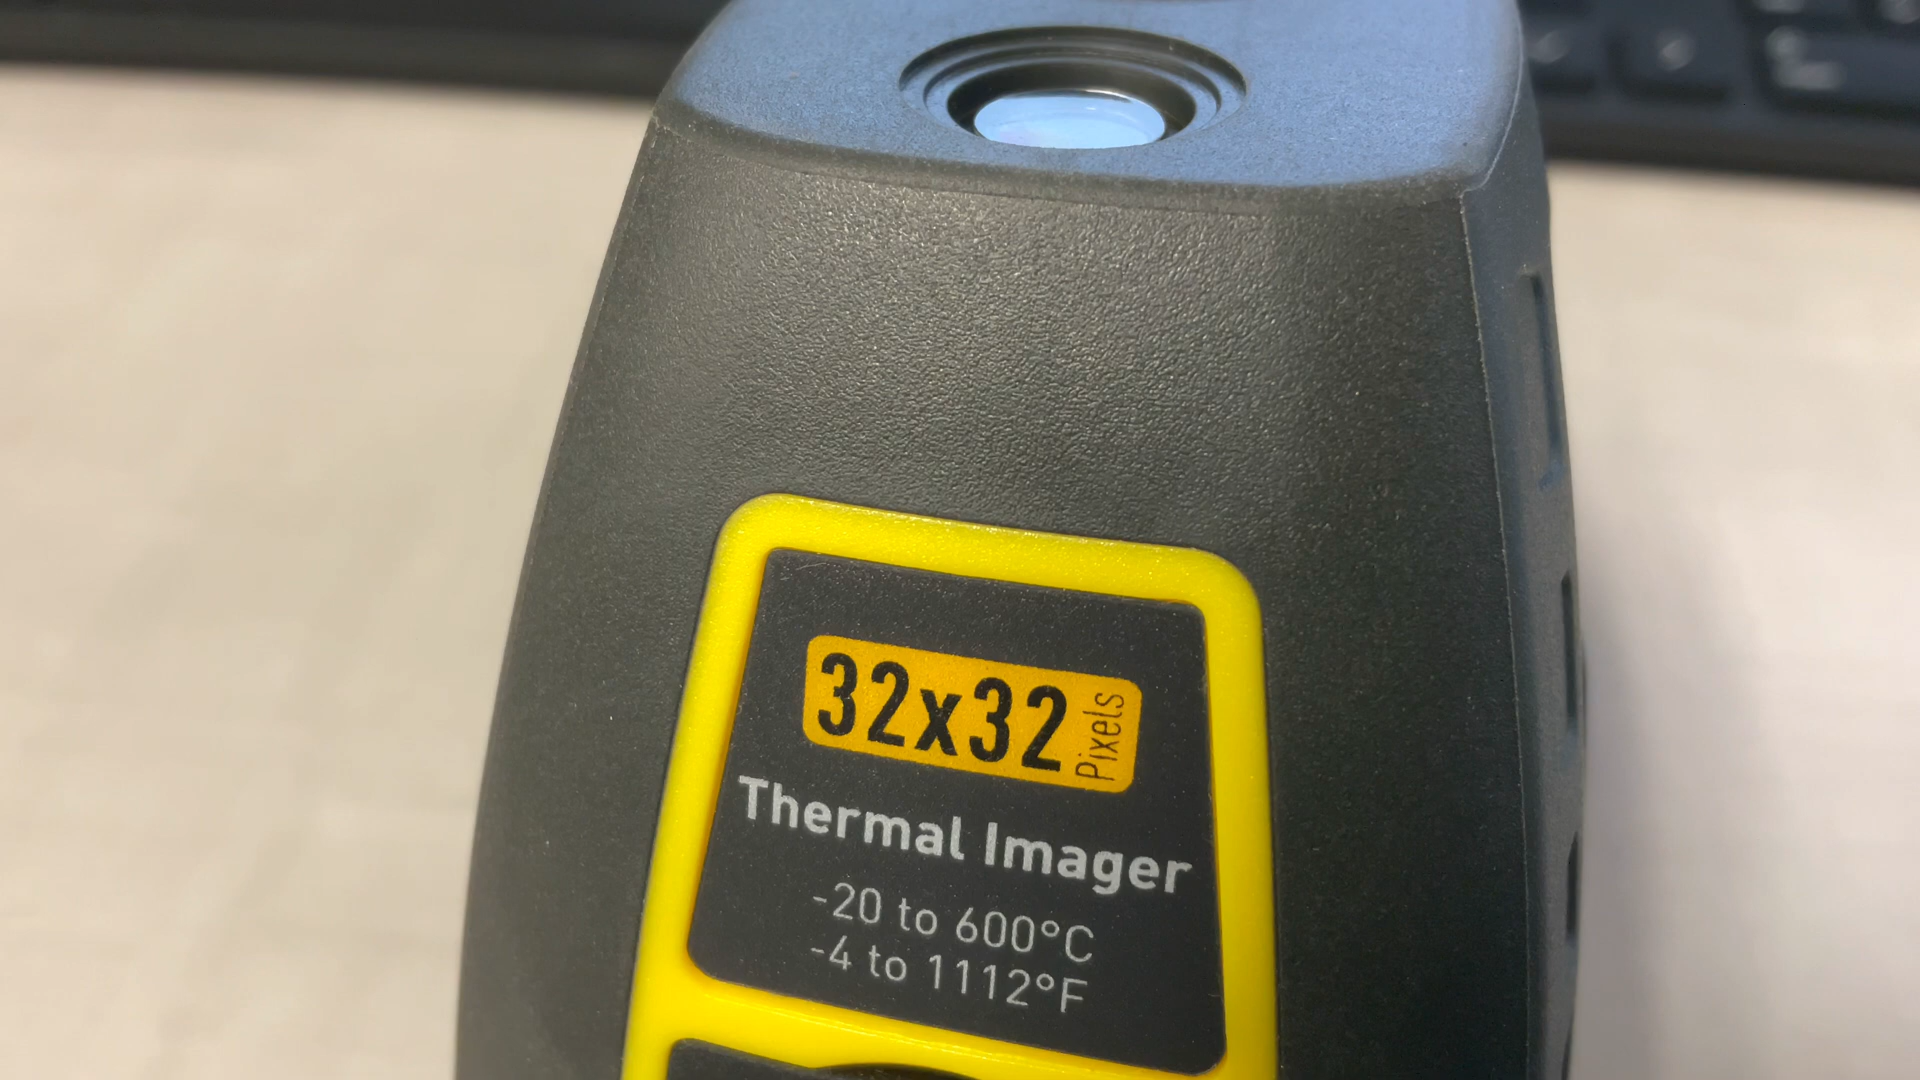 32x32 Pixels
Thermal Imager
-20 to 600°C
-4 to 1112°F